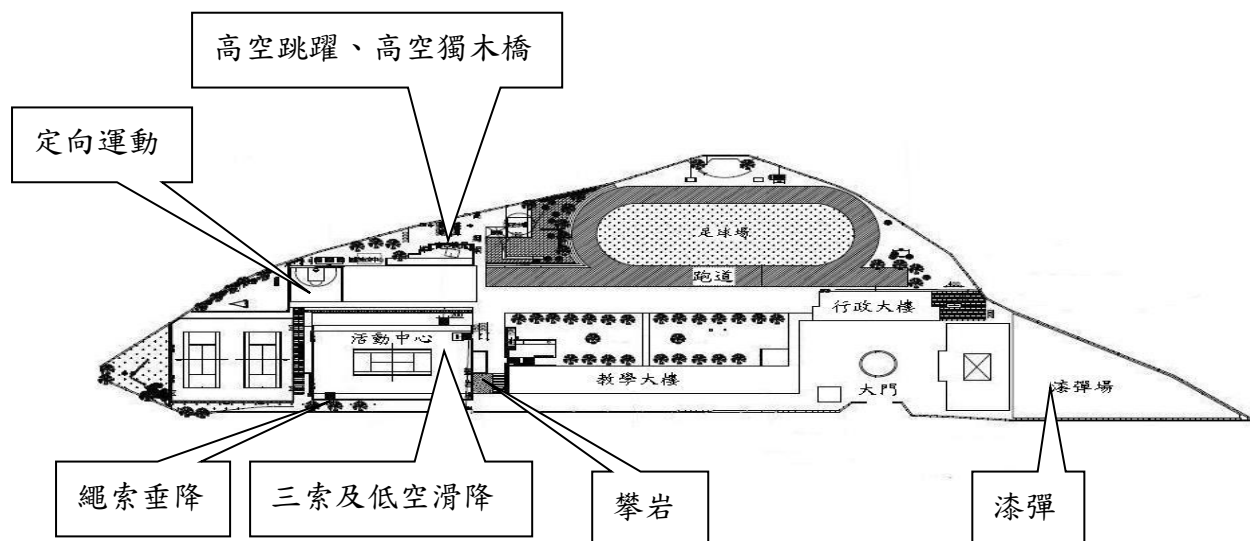 高空跳躍、高空獨木橋
定向運動
足球場
跑道
行政大樓
活動中心
教學大樓
大門
漆彈場
繩索垂降
三索及低空滑降
攀岩
漆彈